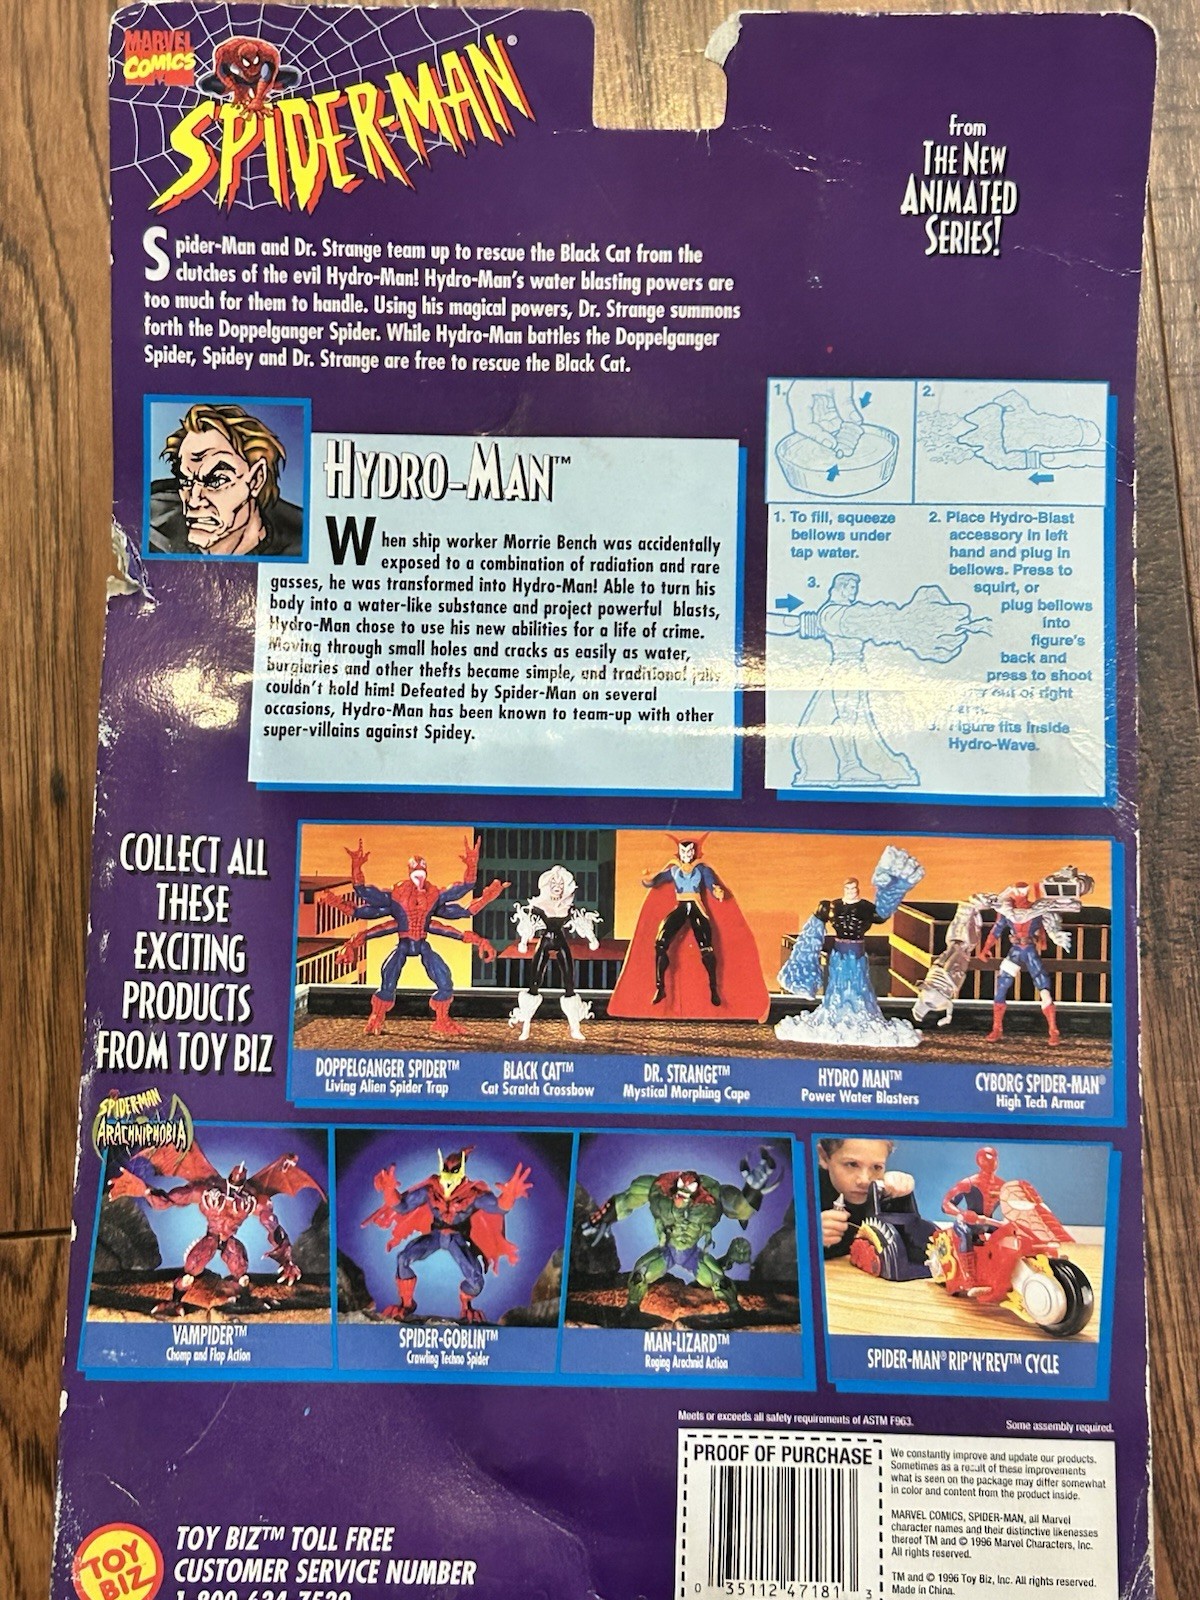 MARVEL
COMICS
SPIDER-MAN®
from
THE NEW
ANIMATED
SERIES!
Spider-Man and Dr. Strange team up to rescue the Black Cat from the
clutches of the evil Hydro-Man! Hydro-Man's water blasting powers are
too much for them to handle. Using his magical powers, Dr. Strange summons
forth the Doppelganger Spider. While Hydro-Man battles the Doppelganger
Spider, Spidey and Dr. Strange are free to rescue the Black Cat.
HYDRO-MAN™
When ship worker Morrie Bench was accidentally
exposed to a combination of radiation and rare
gasses, he was transformed into Hydro-Man! Able to turn his
body into a water-like substance and project powerful blasts,
Hydro-Man chose to use his new abilities for a life of crime.
Moving through small holes and cracks as easily as water,
burglaries and other thefts became simple, and traditional jails
couldn't hold him! Defeated by Spider-Man on several
occasions, Hydro-Man has been known to team-up with other
super-villains against Spidey.
1.
2.
1. To fill, squeeze
bellows under
tap water.
2. Place Hydro-Blast
accessory in left
hand and plug in
bellows. Press to
squirt, or
plug bellows
into
figure's
back and
press to shoot
out of right
3.
3. Figure fits inside
Hydro-Wave.
COLLECT ALL
THESE
EXCITING
PRODUCTS
FROM TOY BIZ
DOPPELGANGER SPIDER™
Living Alien Spider Trap
BLACK CAT™
Cat Scratch Crossbow
DR. STRANGE™
Mystical Morphing Cape
HYDRO MAN™
Power Water Blasters
CYBORG SPIDER-MAN®
High Tech Armor
SPIDER-MAN
ARACHNIPHOBIA
VAMPIDER™
Chomp and Flap Action
SPIDER-GOBLIN™
Crawling Techno Spider
MAN-LIZARD™
Raging Arachnid Action
SPIDER-MAN® RIP'N'REV™ CYCLE
Meets or exceeds all safety requirements of ASTM F963.
Some assembly required.
PROOF OF PURCHASE
0 35112 47181 3
We constantly improve and update our products.
Sometimes as a result of these improvements
what is seen on the package may differ somewhat
in color and content from the product inside.
MARVEL COMICS, SPIDER-MAN, all Marvel
character names and their distinctive likenesses
thereof TM and © 1996 Marvel Characters, Inc.
All rights reserved.
TM and © 1996 Toy Biz, Inc. All rights reserved.
Made in China.
TOY
BIZ
TOY BIZ™ TOLL FREE
CUSTOMER SERVICE NUMBER
1-800-634-7539